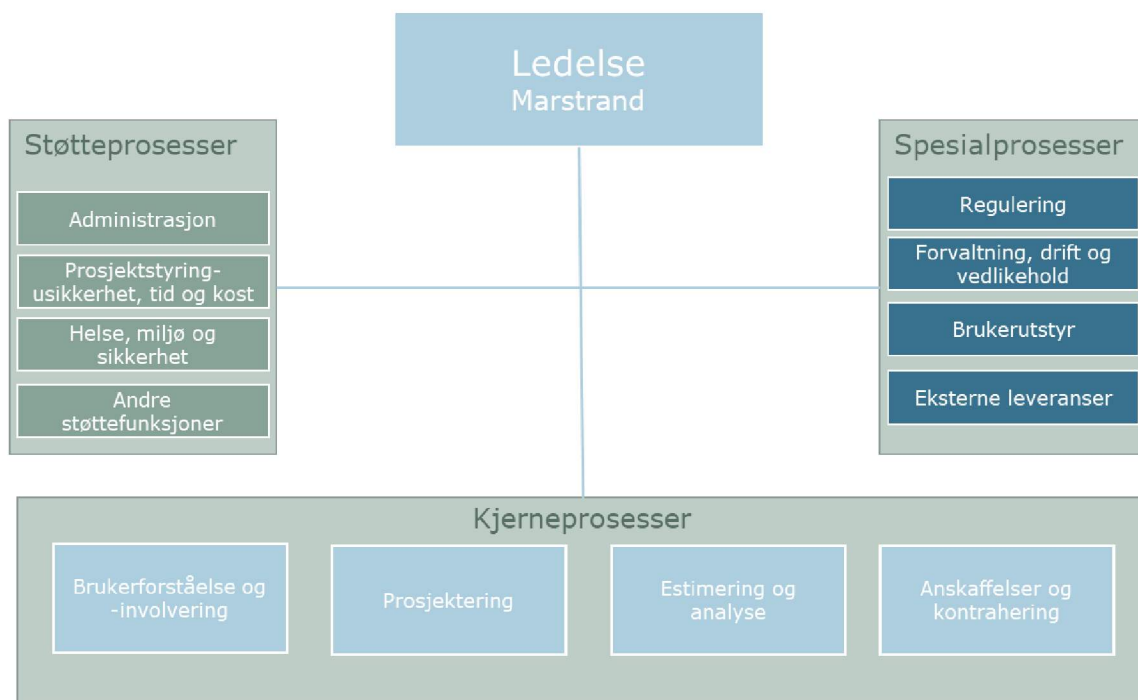 Ledelse
Marstrand
Støtteprosesser
Administrasjon
Prosjektstyring-
usikkerhet, tid og kost
Helse, miljø og
sikkerhet
Andre
støttefunksjoner
Spesialprosesser
Regulering
Forvaltning, drift og
vedlikehold
Brukerutstyr
Eksterne leveranser
Kjerneprosesser
Brukerforståelse og
-involvering
Prosjektering
Estimering og
analyse
Anskaffelser og
kontrahering